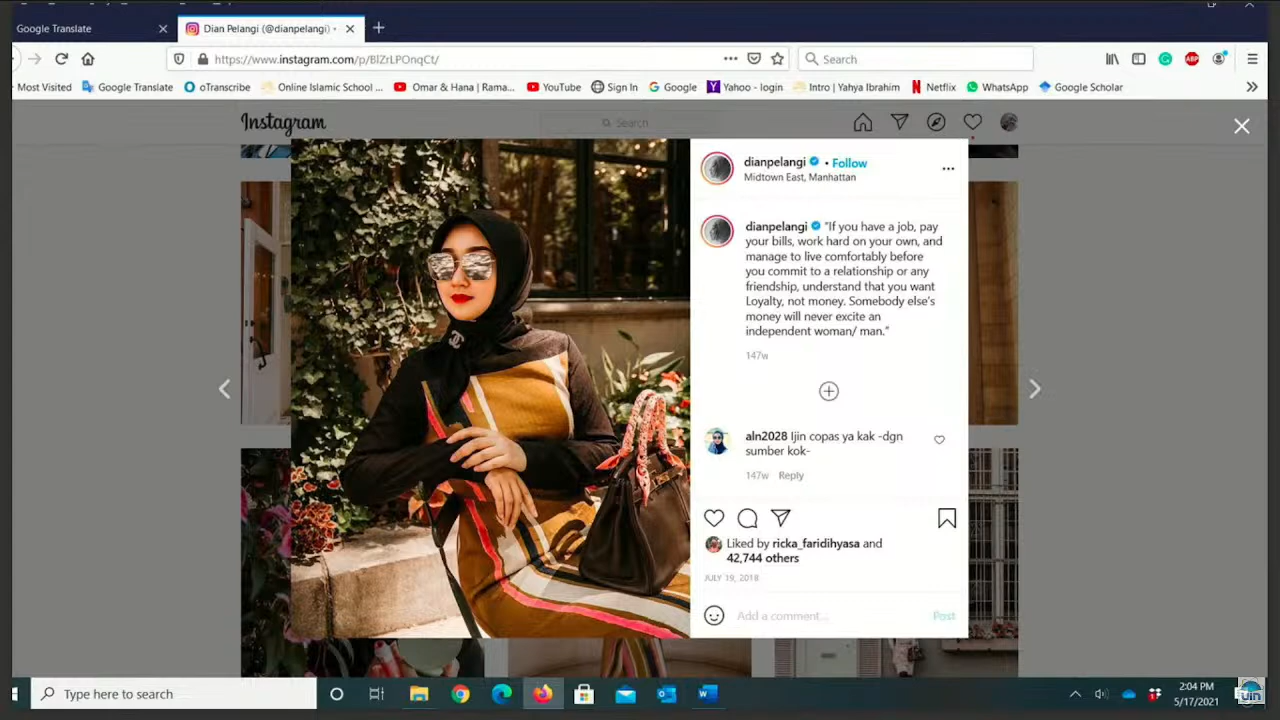 Google Translate
Dian Pelangi (@dianpelangi) •
https://www.instagram.com/p/BlZrLPOnqCt/
Search
Most Visited
Google Translate
oTranscribe
Online Islamic School ...
Omar & Hana | Rama...
YouTube
Sign In
Google
Yahoo - login
Intro | Yahya Ibrahim
Netflix
WhatsApp
Google Scholar
Instagram
Search
dianpelangi • Follow
Midtown East, Manhattan
dianpelangi "If you have a job, pay
your bills, work hard on your own, and
manage to live comfortably before
you commit to a relationship or any
friendship, understand that you want
Loyalty, not money. Somebody else's
money will never excite an
independent woman/ man."
147w
aln2028 Ijin copas ya kak -dgn
sumber kok-
147w Reply
Liked by ricka_faridihyasa and
42,744 others
JULY 19, 2018
Add a comment...
Post
Type here to search
2:04 PM
5/17/2021